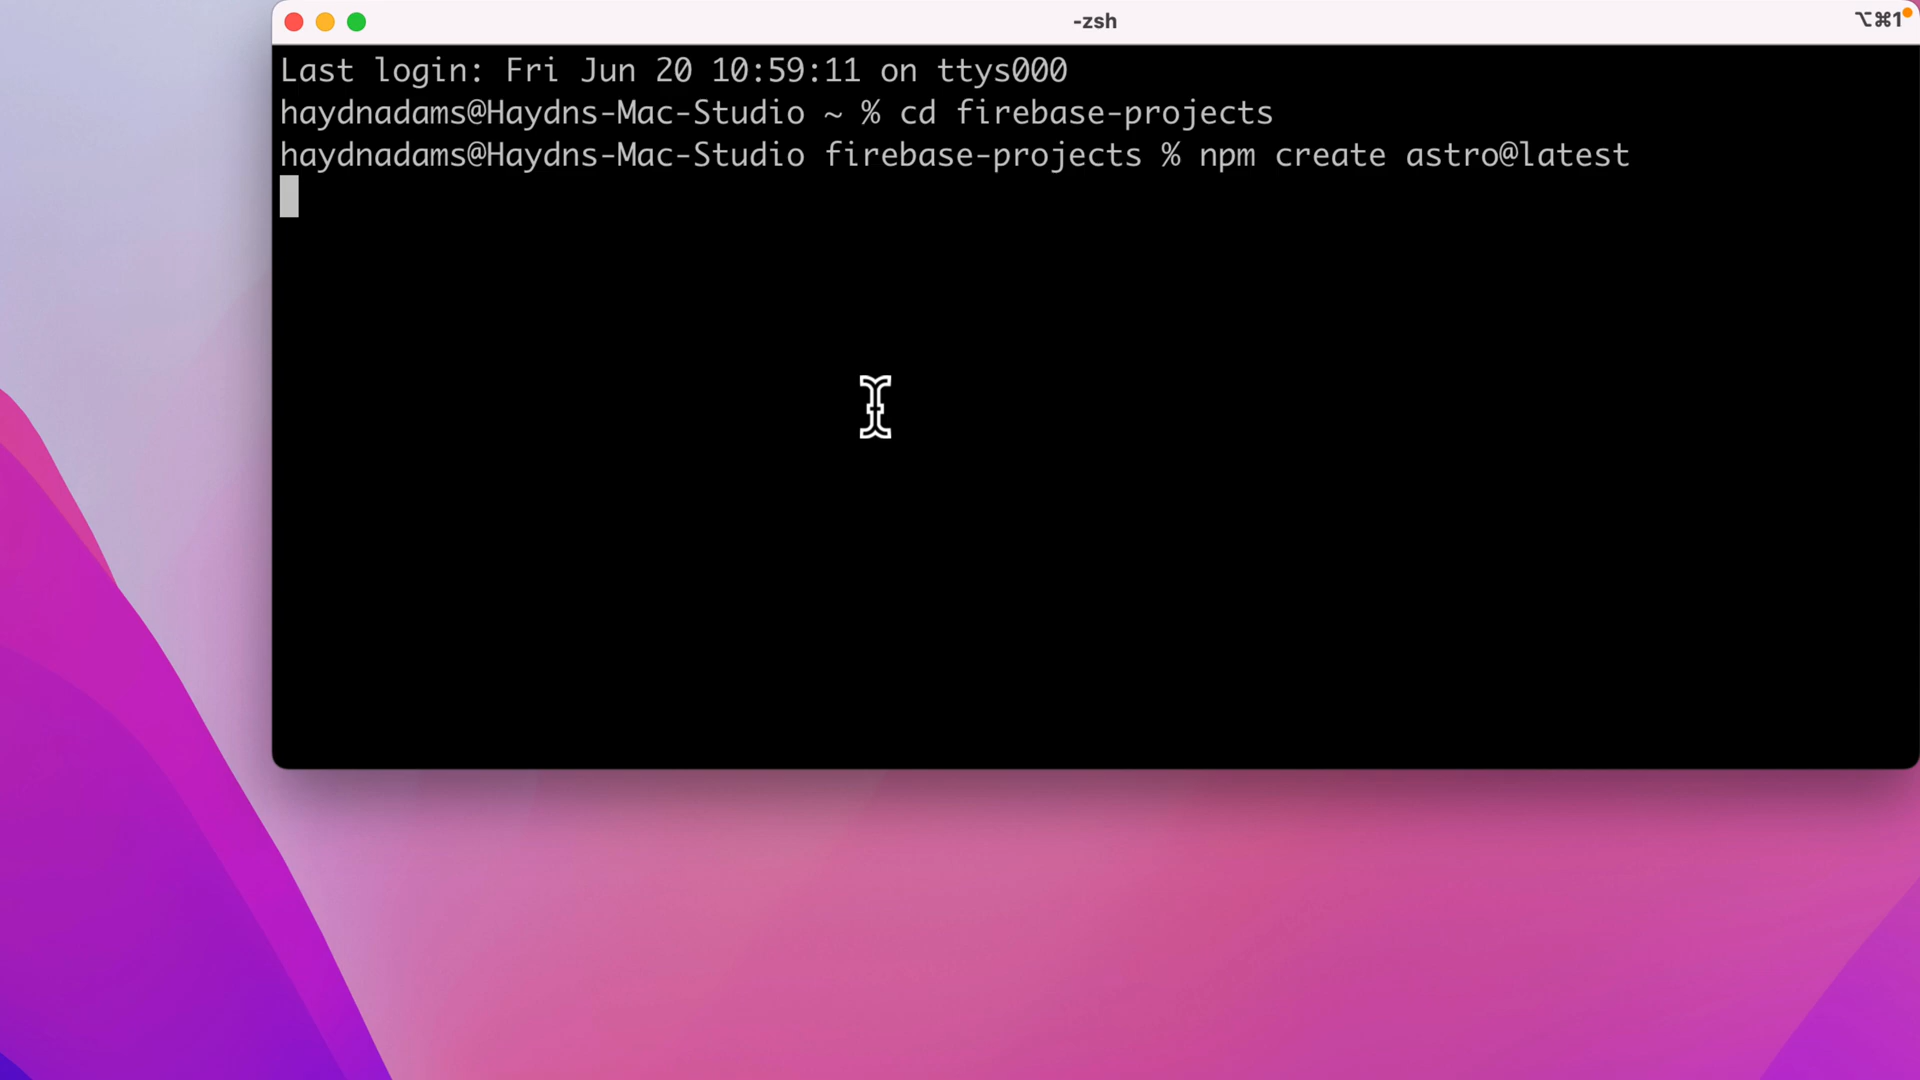 -zsh
⌥⌘1
Last login: Fri Jun 20 10:59:11 on ttys000
haydnadams@Haydns-Mac-Studio ~ % cd firebase-projects
haydnadams@Haydns-Mac-Studio firebase-projects % npm create astro@latest